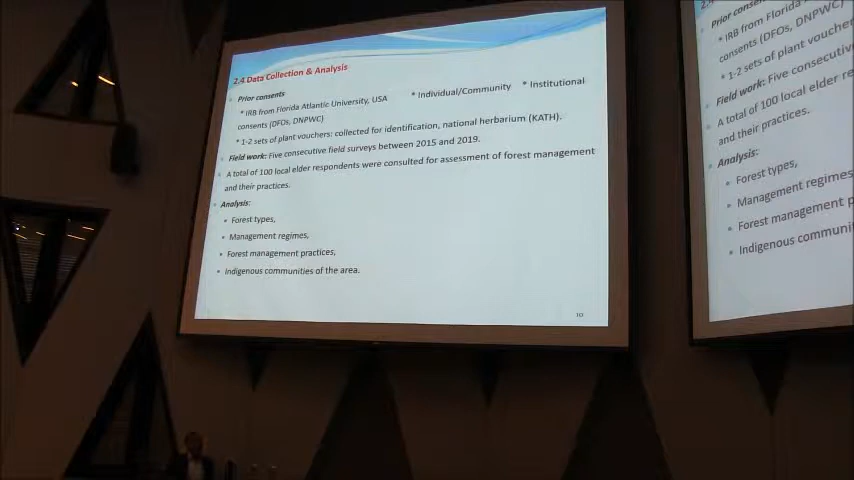 2.4 Data Collection & Analysis
Prior consents
* IRB from Florida Atlantic University, USA * Individual/Community * Institutional
consents (DFOs, DNPWC)
* 1-2 sets of plant vouchers: collected for identification, national herbarium (KATH).
Field work: Five consecutive field surveys between 2015 and 2019.
A total of 100 local elder respondents were consulted for assessment of forest management
and their practices.
Analysis:
Forest types,
Management regimes,
Forest management practices,
Indigenous communities of the area.
10
Prior
* IRB from Florida
consents (DFOs, DNPWC)
* 1-2 sets of plant
Field work: Five consecutive
A total of 100 local elder
and their practices.
Analysis:
Forest types,
Management regimes
Forest management
Indigenous